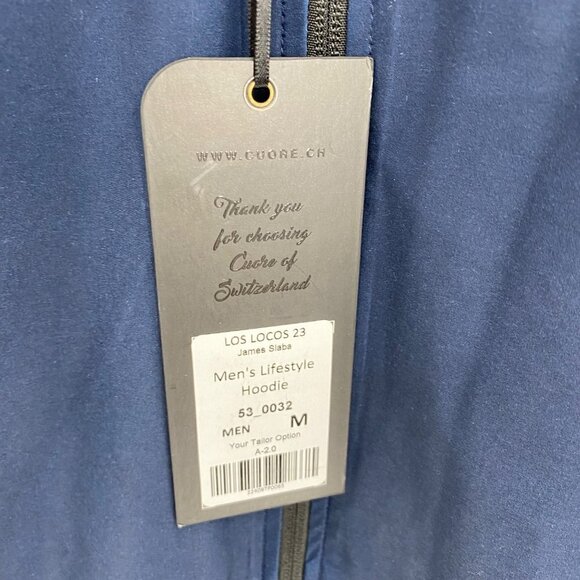 WWW.CUORE.CH
Thank you
for choosing
Cuore of
Switzerland
LOS LOCOS 23
James Slaba
Men's Lifestyle
Hoodie
53_0032
MEN M
Your Tailor Option
A-2.0